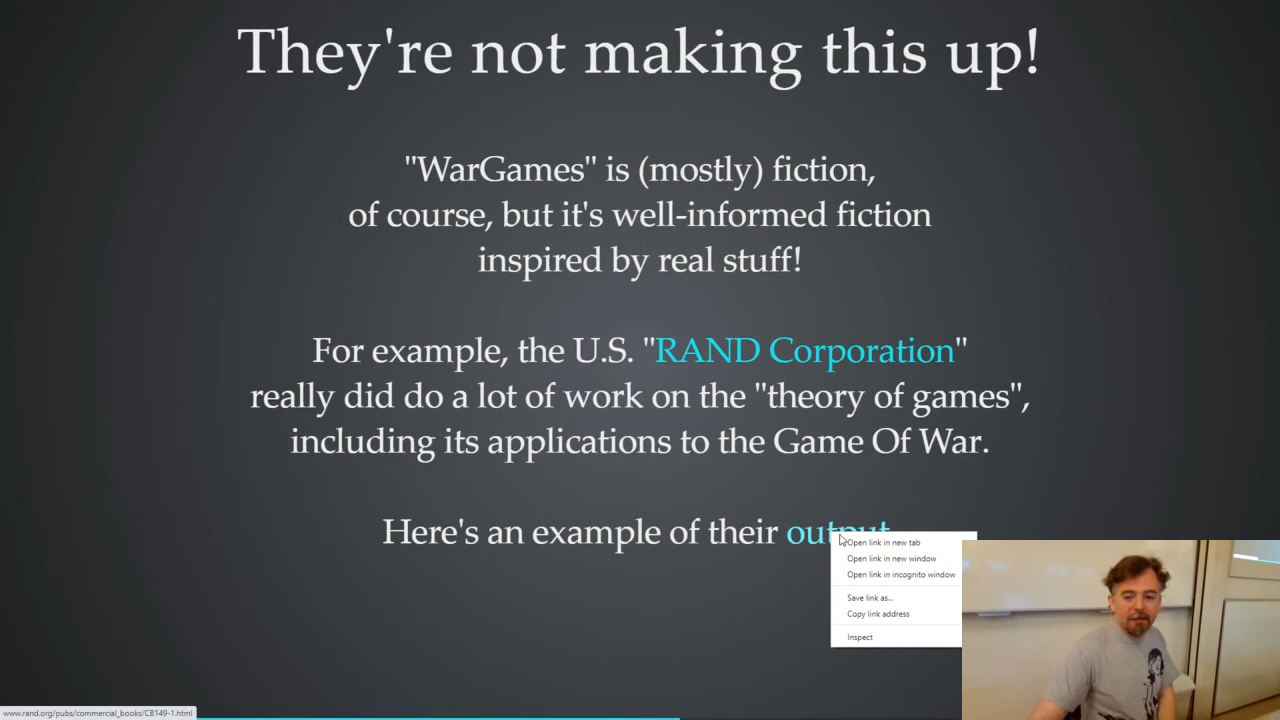 They're not making this up!
"WarGames" is (mostly) fiction,
of course, but it's well-informed fiction
inspired by real stuff!
For example, the U.S. "RAND Corporation"
really did do a lot of work on the "theory of games",
including its applications to the Game Of War.
Here's an example of their output
Open link in new tab
Open link in new window
Open link in incognito window
Save link as...
Copy link address
Inspect
www.rand.org/pubs/commercial_books/CB149-1.html